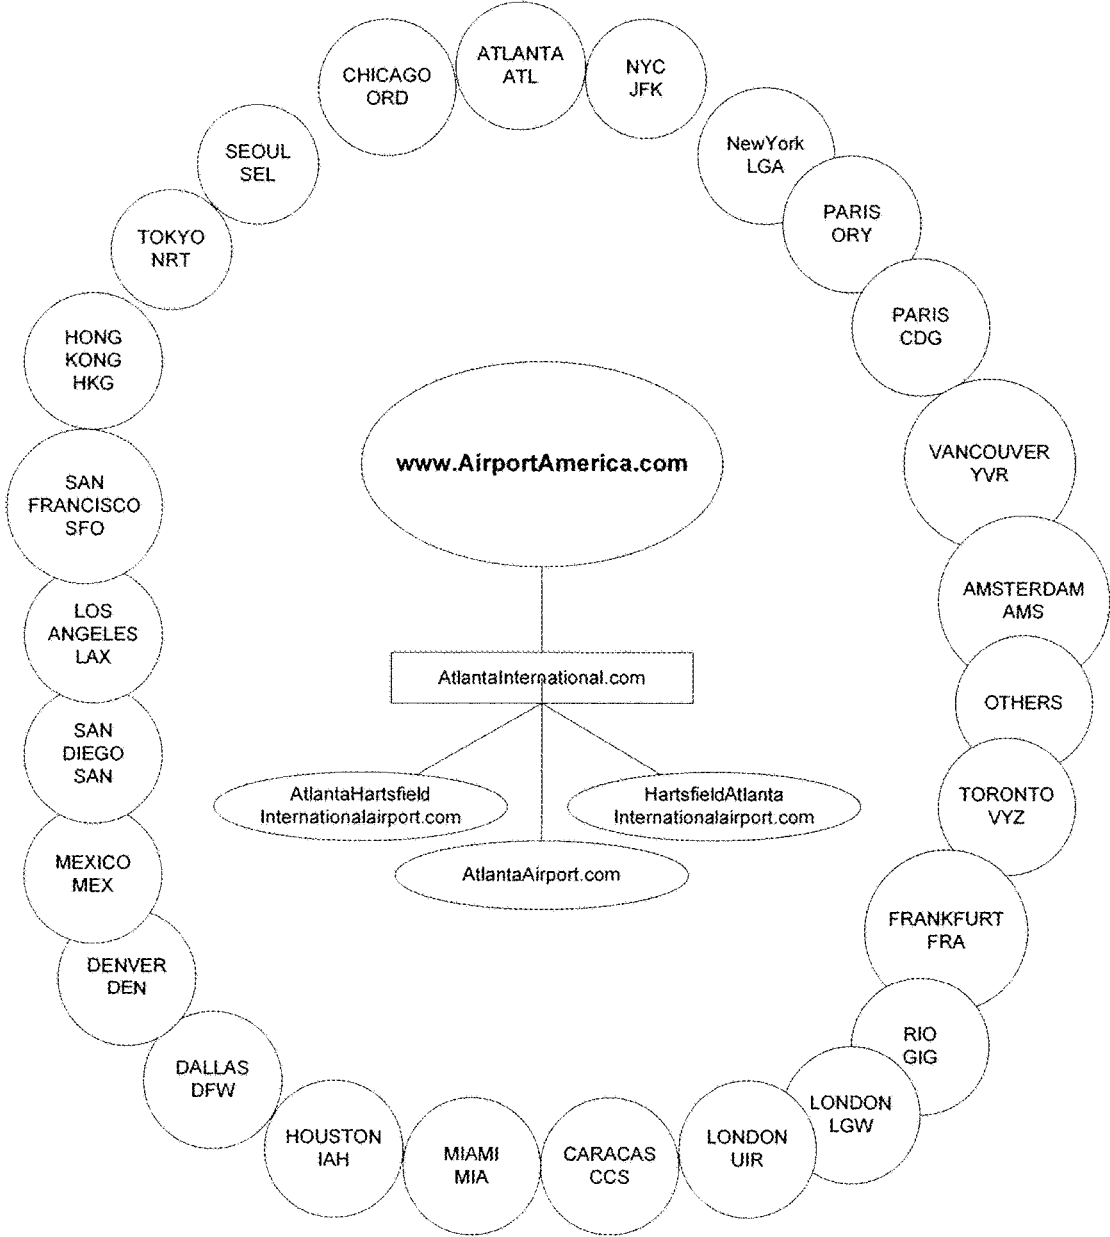 CHICAGO
ORD
ATLANTA
ATL
NYC
JFK
NewYork
LGA
PARIS
ORY
PARIS
CDG
VANCOUVER
YVR
AMSTERDAM
AMS
OTHERS
TORONTO
VYZ
FRANKFURT
FRA
RIO
GIG
LONDON
LGW
LONDON
UIR
CARACAS
CCS
MIAMI
MIA
HOUSTON
IAH
DALLAS
DFW
DENVER
DEN
MEXICO
MEX
SAN
DIEGO
SAN
LOS
ANGELES
LAX
SAN
FRANCISCO
SFO
HONG
KONG
HKG
TOKYO
NRT
SEOUL
SEL
www.AirportAmerica.com
AtlantaInternational.com
AtlantaHartsfield
Internationalairport.com
HartsfieldAtlanta
Internationalairport.com
AtlantaAirport.com